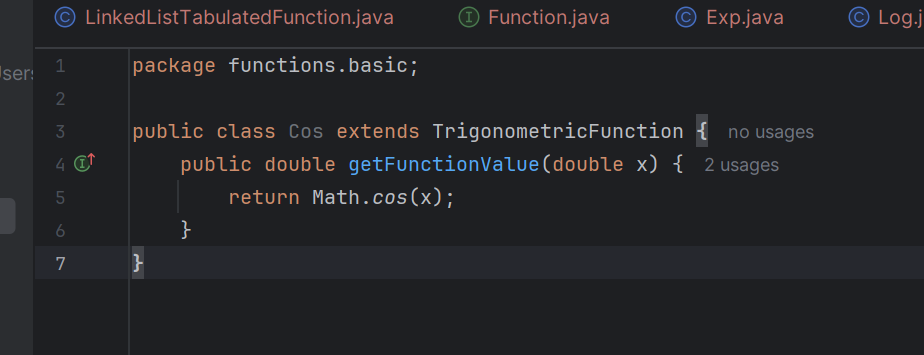 LinkedListTabulatedFunction.java Function.java Exp.java Log.j
Users
1 package functions.basic;
2
3 public class Cos extends TrigonometricFunction { no usages
4 public double getFunctionValue(double x) { 2 usages
5 return Math.cos(x);
6 }
7 }